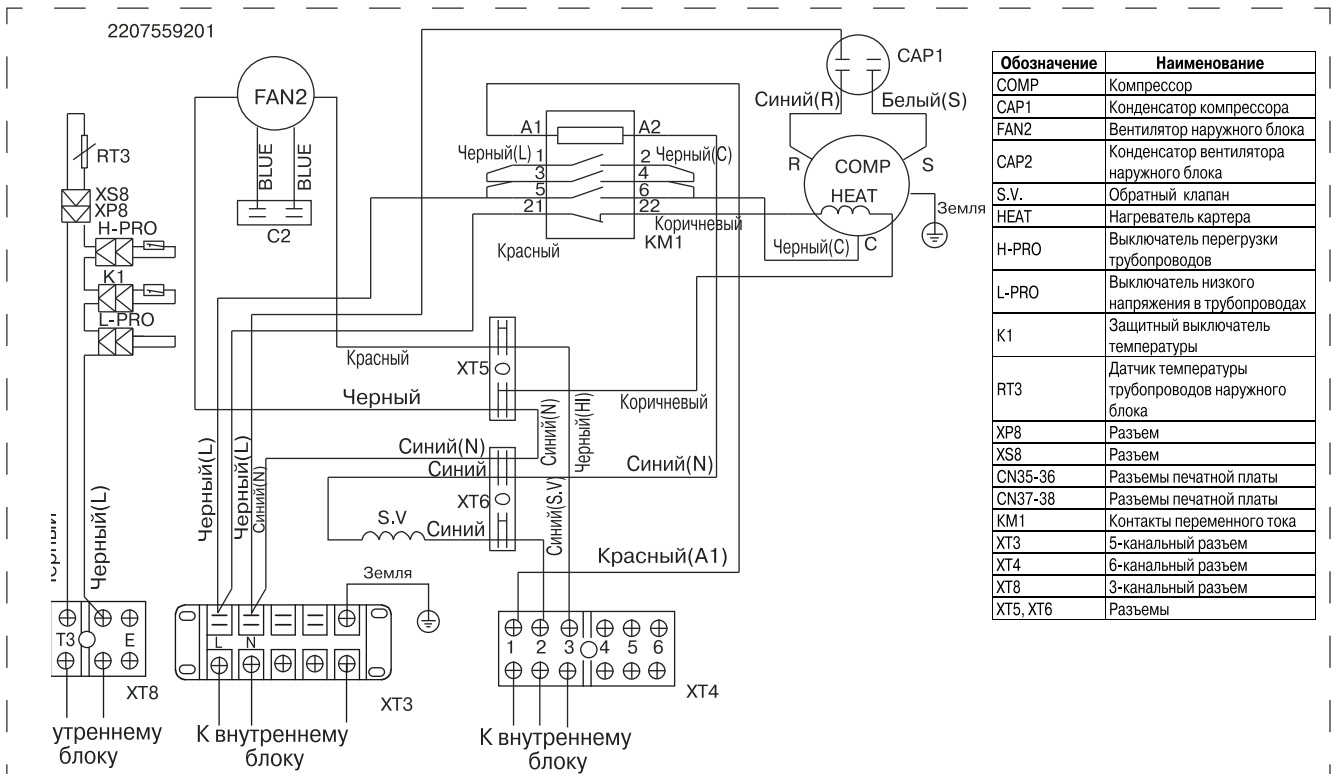 2207559201
FAN2
BLUE
BLUE
C2
RT3
XS8
XP8
H-PRO
K1
L-PRO
A1
A2
Черный(L)
1
2
Черный(C)
3
4
5
6
21
22
Красный
Коричневый
KM1
CAP1
Синий(R)
Белый(S)
R
COMP
S
HEAT
Земля
Черный(C)
C
Красный
XT5
Черный
Коричневый
Синий(N)
Черный(HI)
Синий(N)
Синий
Синий(N)
XT6
S.V
Синий
Синий(S.V)
Красный(A1)
Черный(L)
Черный(L)
Черный(L)
Синий(N)
Земля
T3
E
XT8
L
N
XT3
1
2
3
4
5
6
XT4
утреннему
блоку
К внутреннему
блоку
К внутреннему
блоку
Обозначение Наименование
COMP Компрессор
CAP1 Конденсатор компрессора
FAN2 Вентилятор наружного блока
CAP2 Конденсатор вентилятора
наружного блока
S.V. Обратный клапан
HEAT Нагреватель картера
H-PRO Выключатель перегрузки
трубопроводов
L-PRO Выключатель низкого
напряжения в трубопроводах
K1 Защитный выключатель
температуры
RT3 Датчик температуры
трубопроводов наружного
блока
XP8 Разъем
XS8 Разъем
CN35-36 Разъемы печатной платы
CN37-38 Разъемы печатной платы
KM1 Контакты переменного тока
XT3 5-канальный разъем
XT4 6-канальный разъем
XT8 3-канальный разъем
XT5, XT6 Разъемы